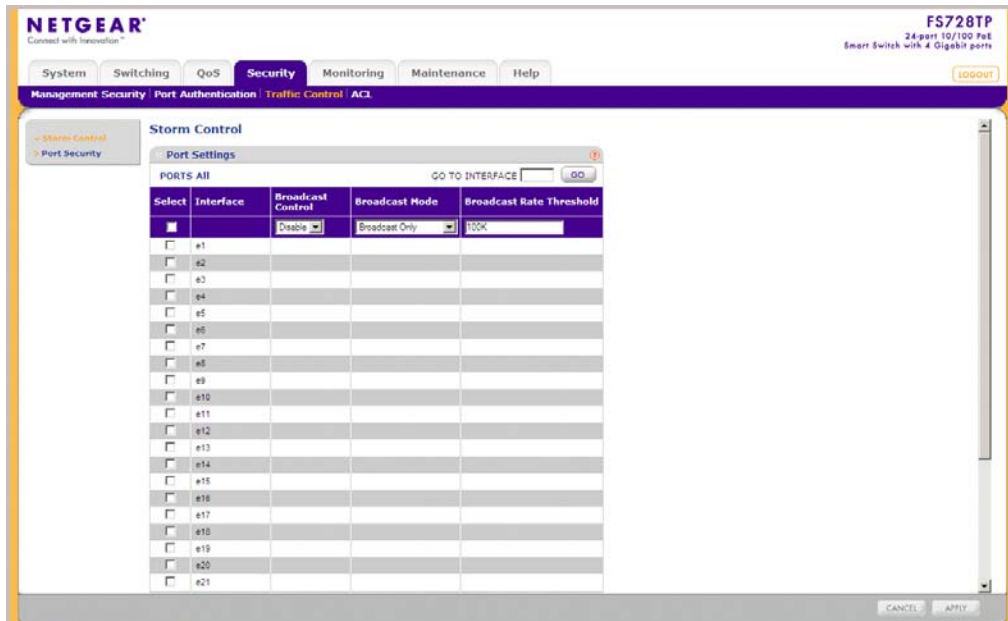 NETGEAR
Connect with Innovation™
FS728TP
24-port 10/100 PoE
Smart Switch with 4 Gigabit ports
System Switching QoS Security Monitoring Maintenance Help LOGOUT
Management Security Port Authentication Traffic Control ACL
Storm Control
> Port Security
Storm Control
Port Settings
PORTS All GO TO INTERFACE GO
Select Interface Broadcast Control Broadcast Mode Broadcast Rate Threshold
Disable Broadcast Only 100K
e1
e2
e3
e4
e5
e6
e7
e8
e9
e10
e11
e12
e13
e14
e15
e16
e17
e18
e19
e20
e21
CANCEL APPLY